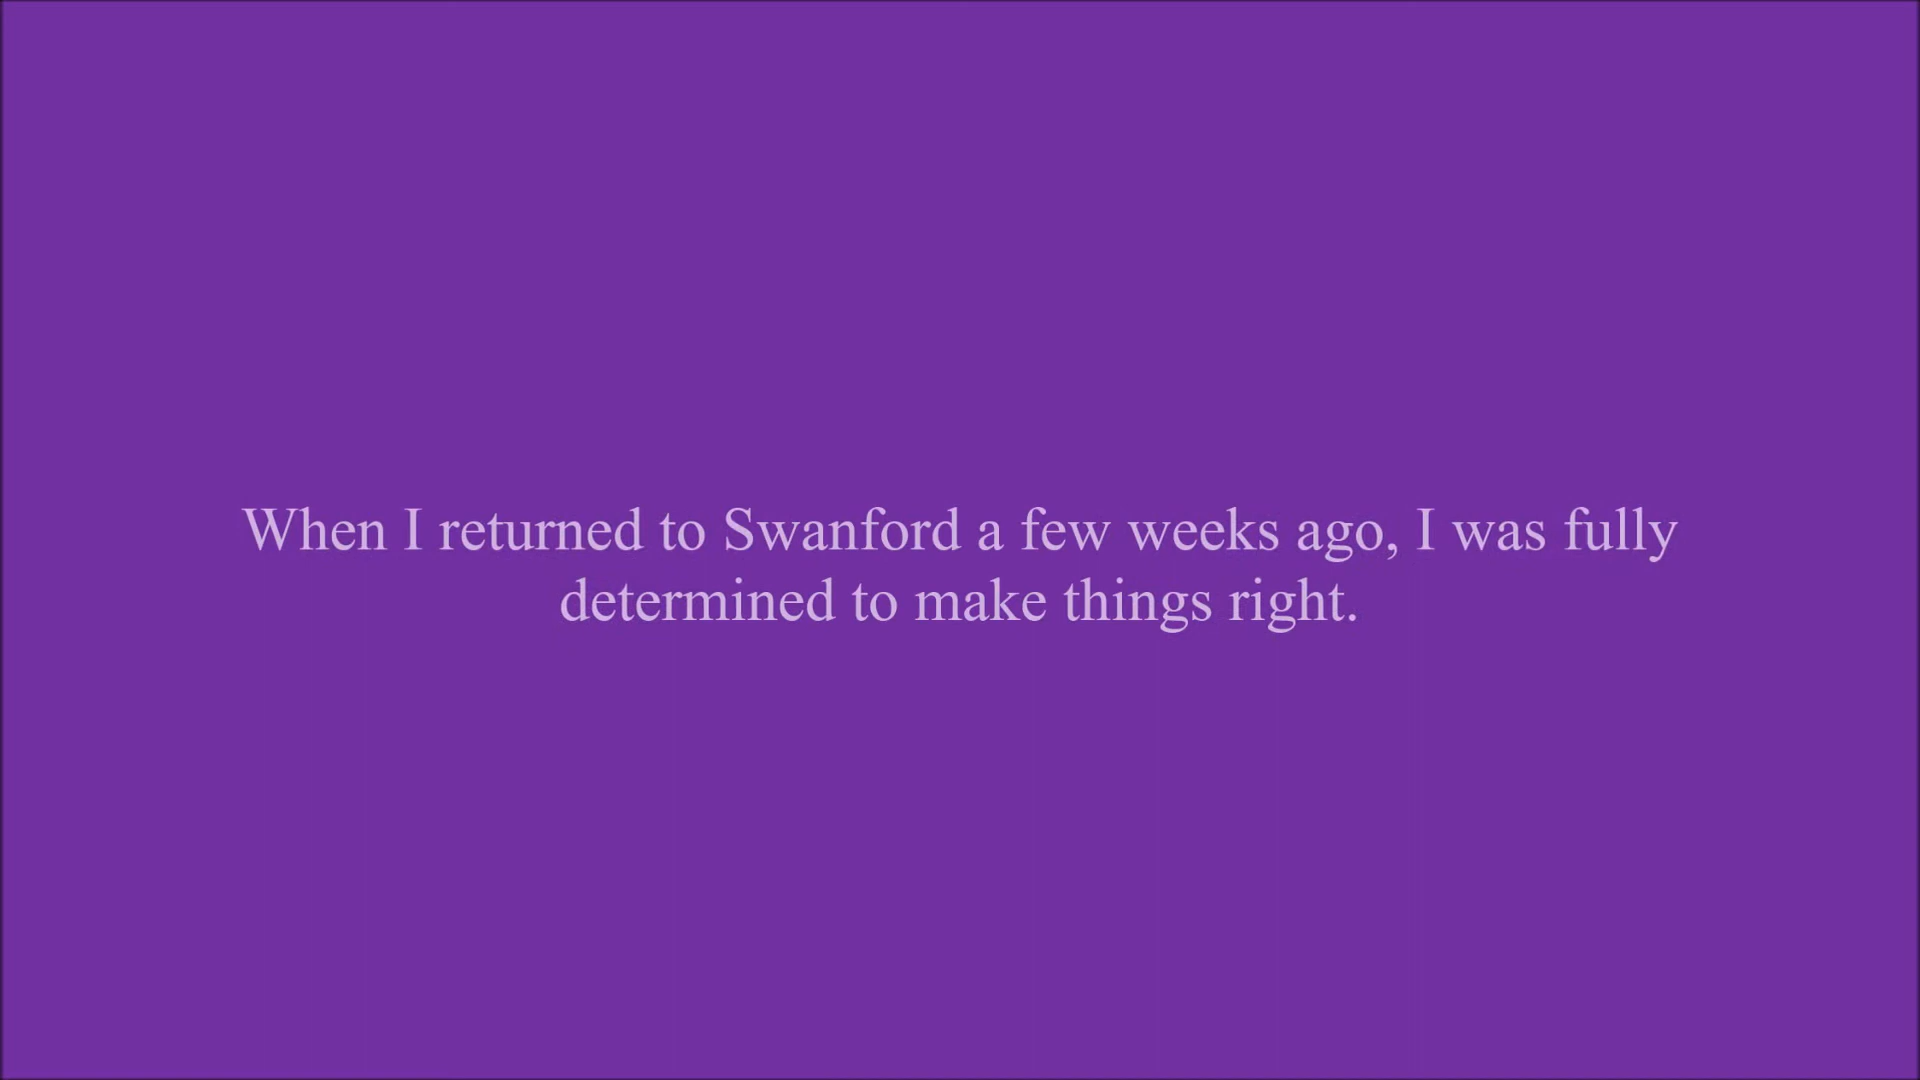 When I returned to Swanford a few weeks ago, I was fully
determined to make things right.